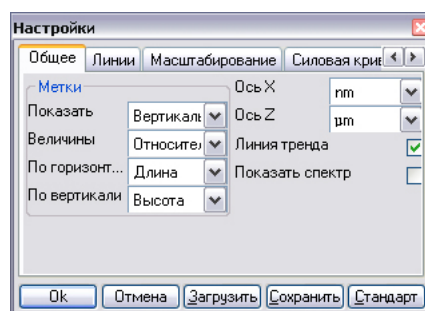 Настройки
Общее Линии Масштабирование Силовая крив
Метки
Показать Вертикаль
Величины Относител
По горизонт... Длина
По вертикали Высота
Ось X nm
Ось Z µm
Линия тренда
Показать спектр
Ok Отмена Загрузить Сохранить Стандарт